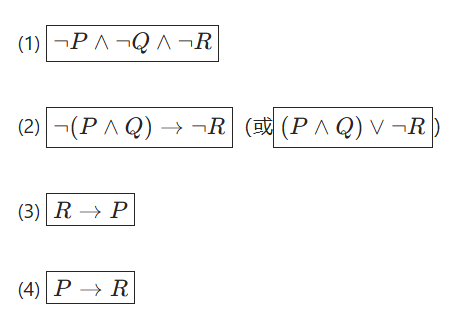 (1) ¬P ∧ ¬Q ∧ ¬R
(2) ¬(P ∧ Q) → ¬R (或 (P ∧ Q) ∨ ¬R)
(3) R → P
(4) P → R